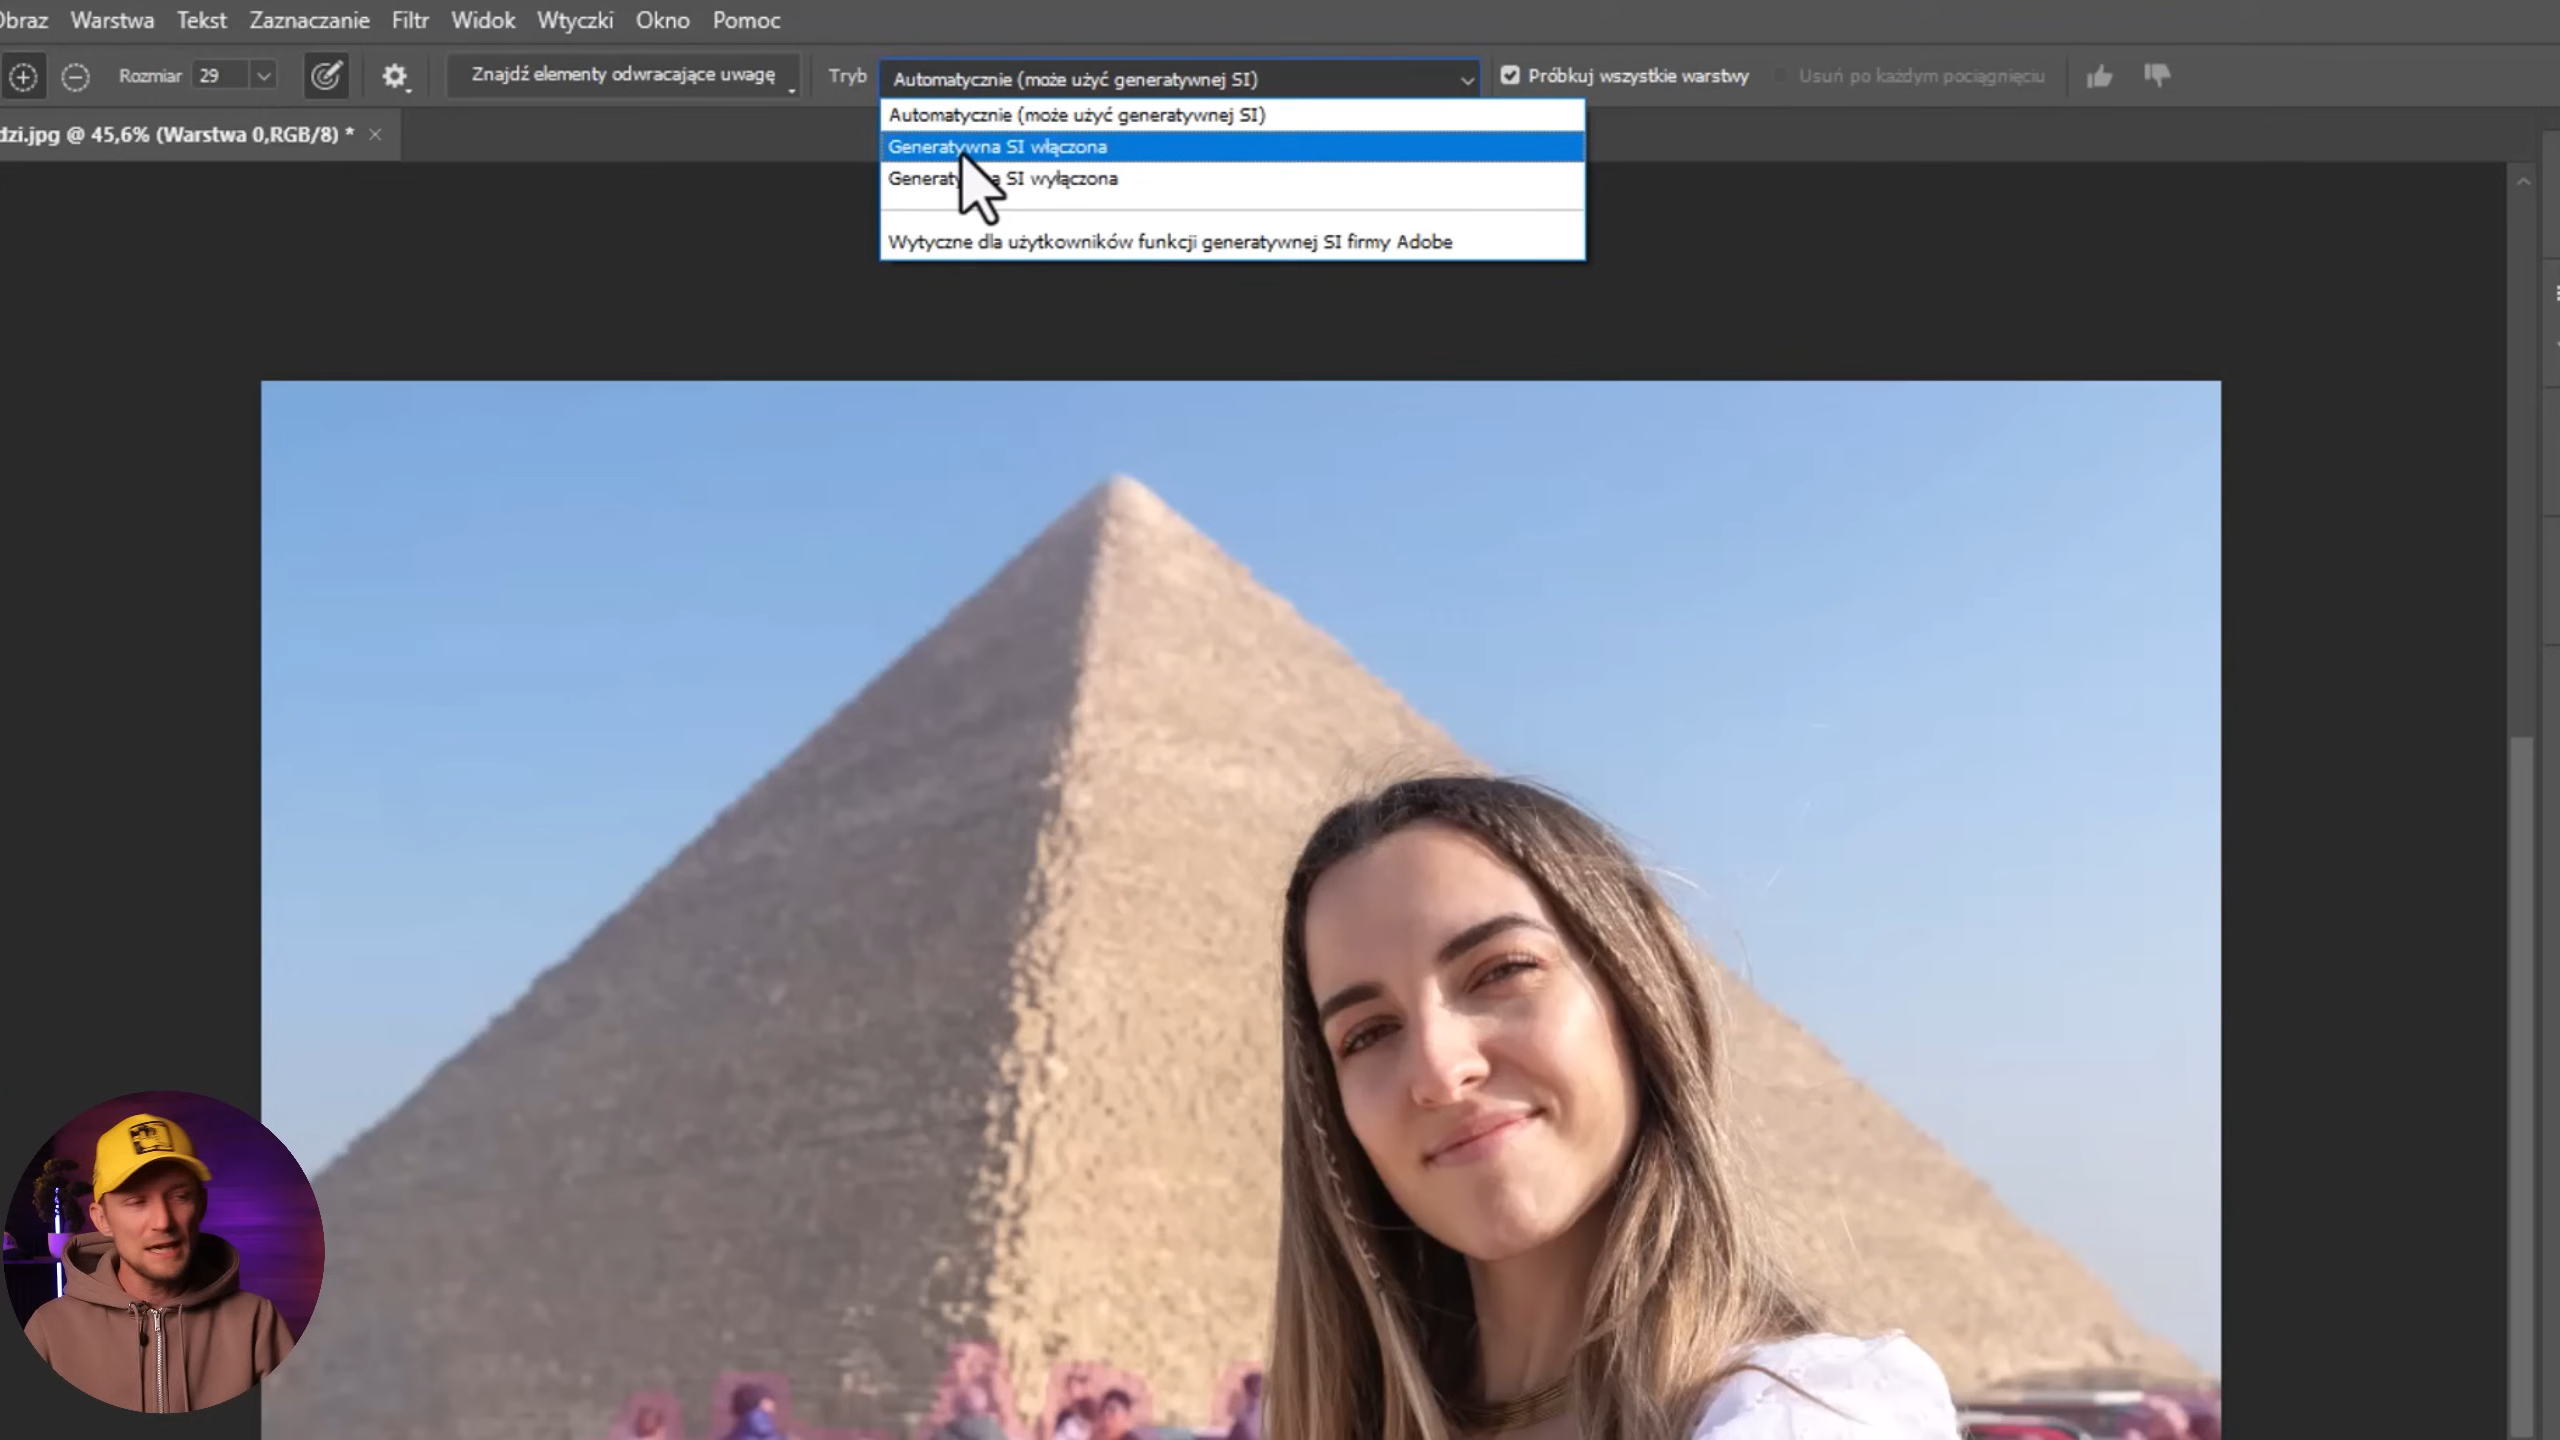 Obraz Warstwa Tekst Zaznaczanie Filtr Widok Wtyczki Okno Pomoc
Rozmiar 29 Znajdź elementy odwracające uwagę Tryb Automatycznie (może użyć generatywnej SI) Próbkuj wszystkie warstwy Usuń po każdym pociągnięciu
Automatycznie (może użyć generatywnej SI)
dzi.jpg @ 45,6% (Warstwa 0,RGB/8) * ×
Generatywna SI włączona
Generatywna SI wyłączona
Wytyczne dla użytkowników funkcji generatywnej SI firmy Adobe